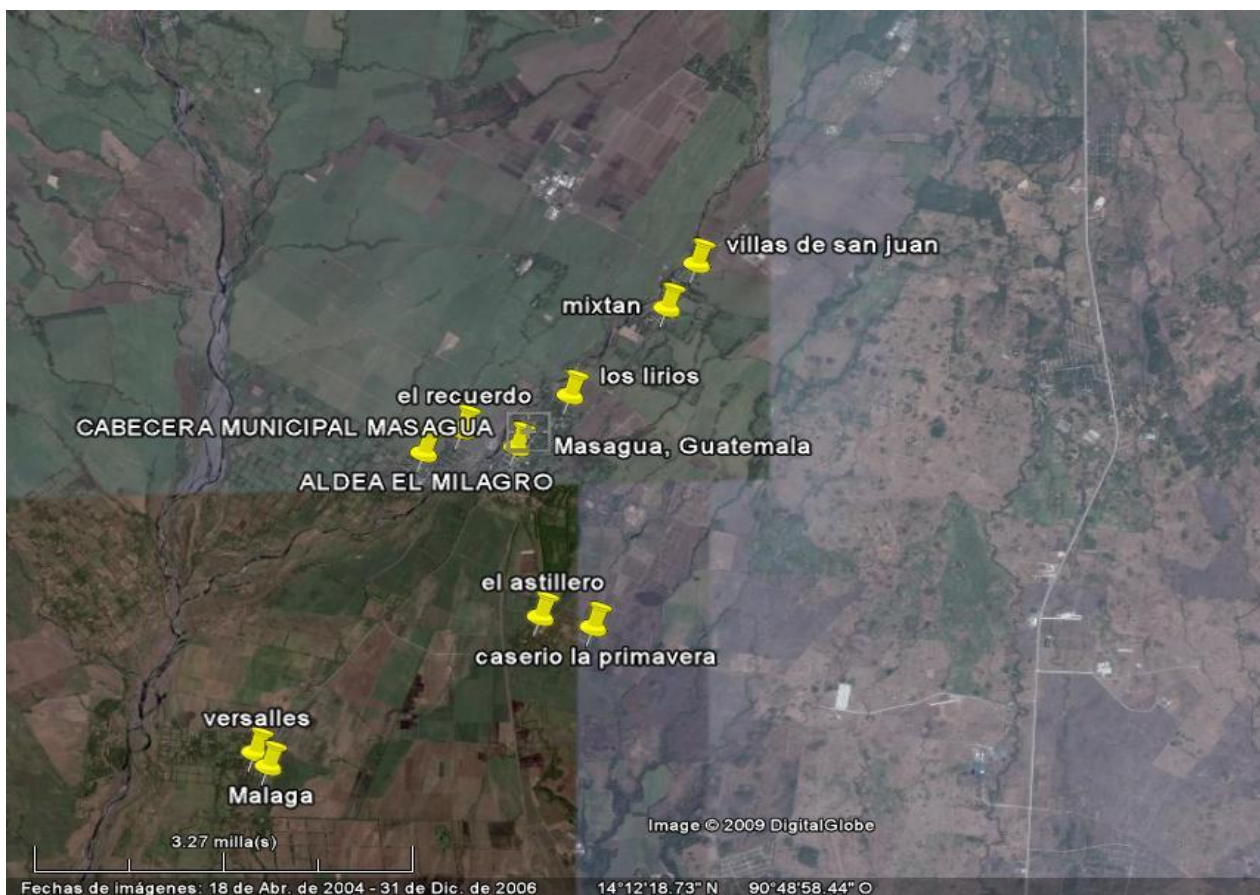 villas de san juan
mixtan
los lirios
el recuerdo
CABECERA MUNICIPAL MASAGUA
Masagua, Guatemala
ALDEA EL MILAGRO
el astillero
caserio la primavera
versalles
Malaga
3.27 milla(s)
Image © 2009 DigitalGlobe
Fechas de imágenes: 18 de Abr. de 2004 - 31 de Dic. de 2006 14°12'18.73" N 90°48'58.44" O